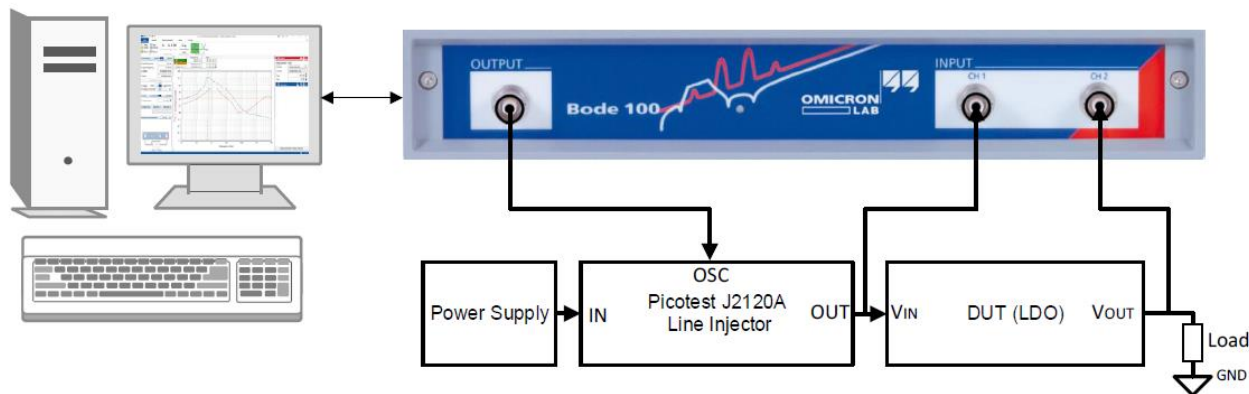 OUTPUT
INPUT
CH 1
CH 2
Bode 100
OMICRON
LAB
OSC
Picotest J2120A
Line Injector
Power Supply
IN
OUT
VIN
DUT (LDO)
VOUT
Load
GND